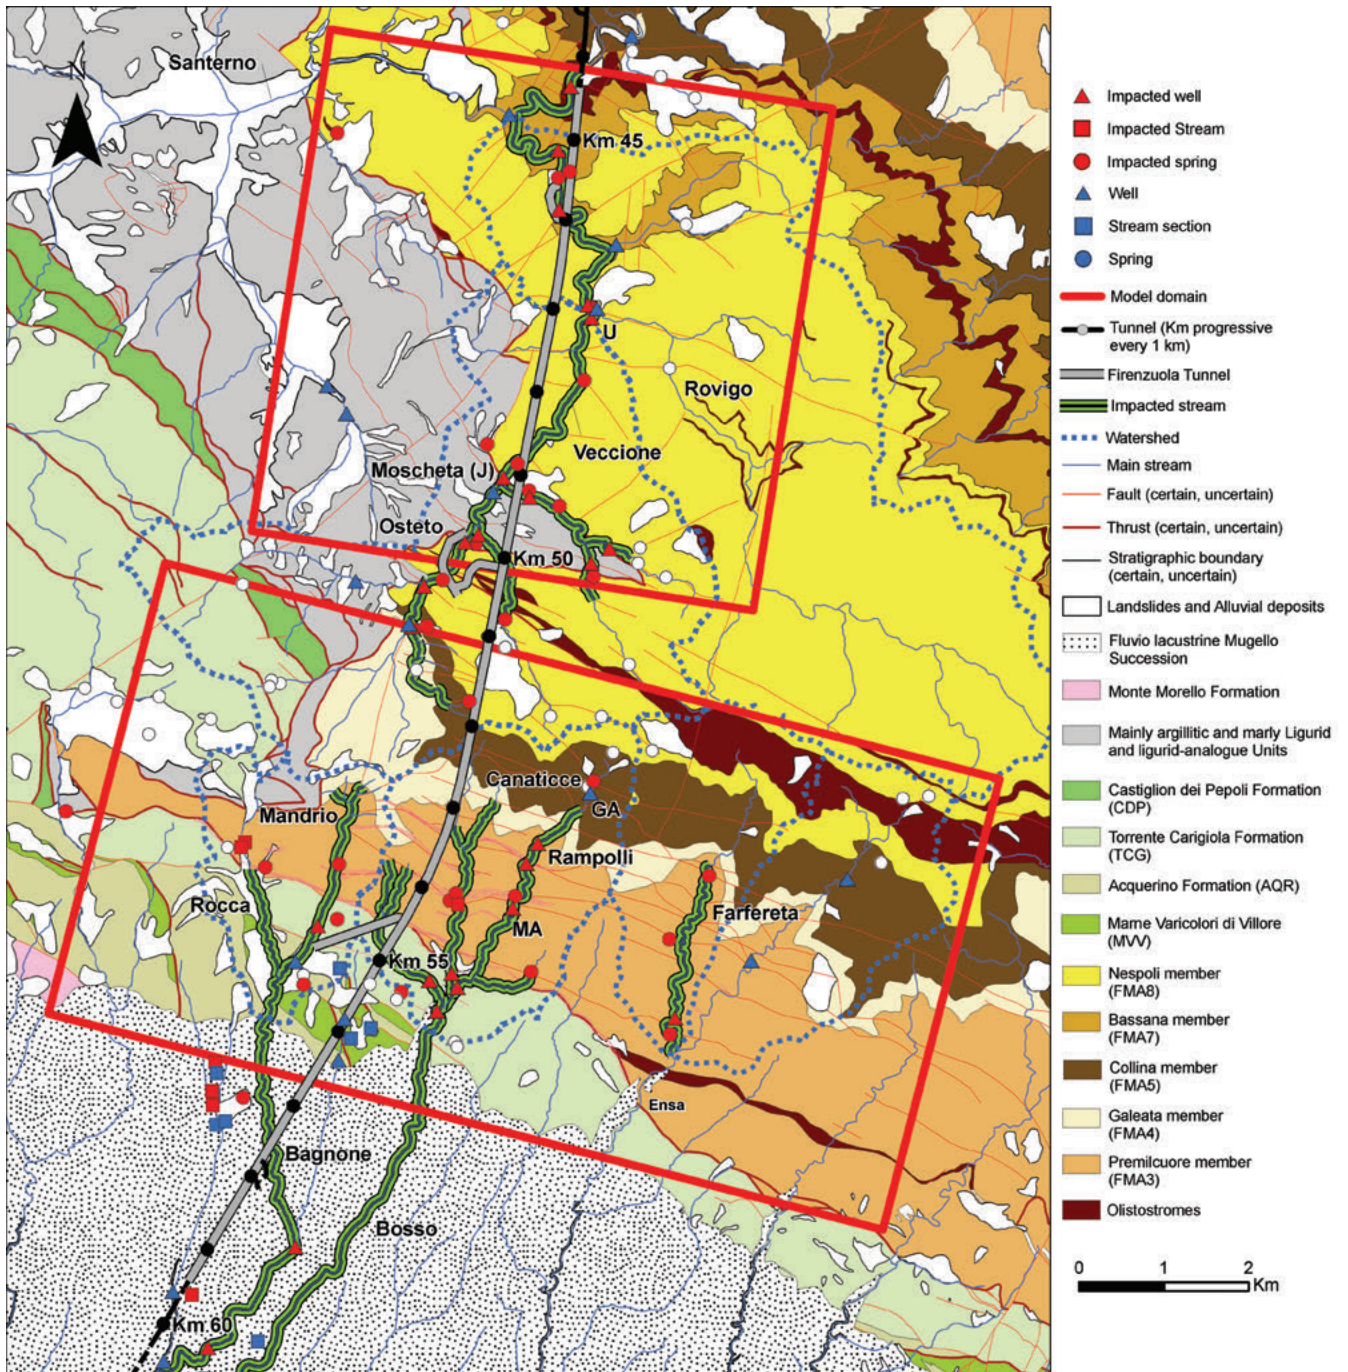 Santerno
N
Km 45
U
Rovigo
Veccione
Moscheta (J)
Osteto
Km 50
Canaticce
GA
Mandrio
Rampolli
Rocca
MA
Farfereta
Km 55
Ensa
Bagnone
Bosso
Km 60
Impacted well
Impacted Stream
Impacted spring
Well
Stream section
Spring
Model domain
Tunnel (Km progressive
every 1 km)
Firenzuola Tunnel
Impacted stream
Watershed
Main stream
Fault (certain, uncertain)
Thrust (certain, uncertain)
Stratigraphic boundary
(certain, uncertain)
Landslides and Alluvial deposits
Fluvio lacustrine Mugello
Succession
Monte Morello Formation
Mainly argillitic and marly Ligurid
and ligurid-analogue Units
Castiglion dei Pepoli Formation
(CDP)
Torrente Carigiola Formation
(TCG)
Acquerino Formation (AQR)
Marne Varicolori di Villore
(MVV)
Nespoli member
(FMA8)
Bassana member
(FMA7)
Collina member
(FMA5)
Galeata member
(FMA4)
Premilcuore member
(FMA3)
Olistostromes
0 1 2
Km